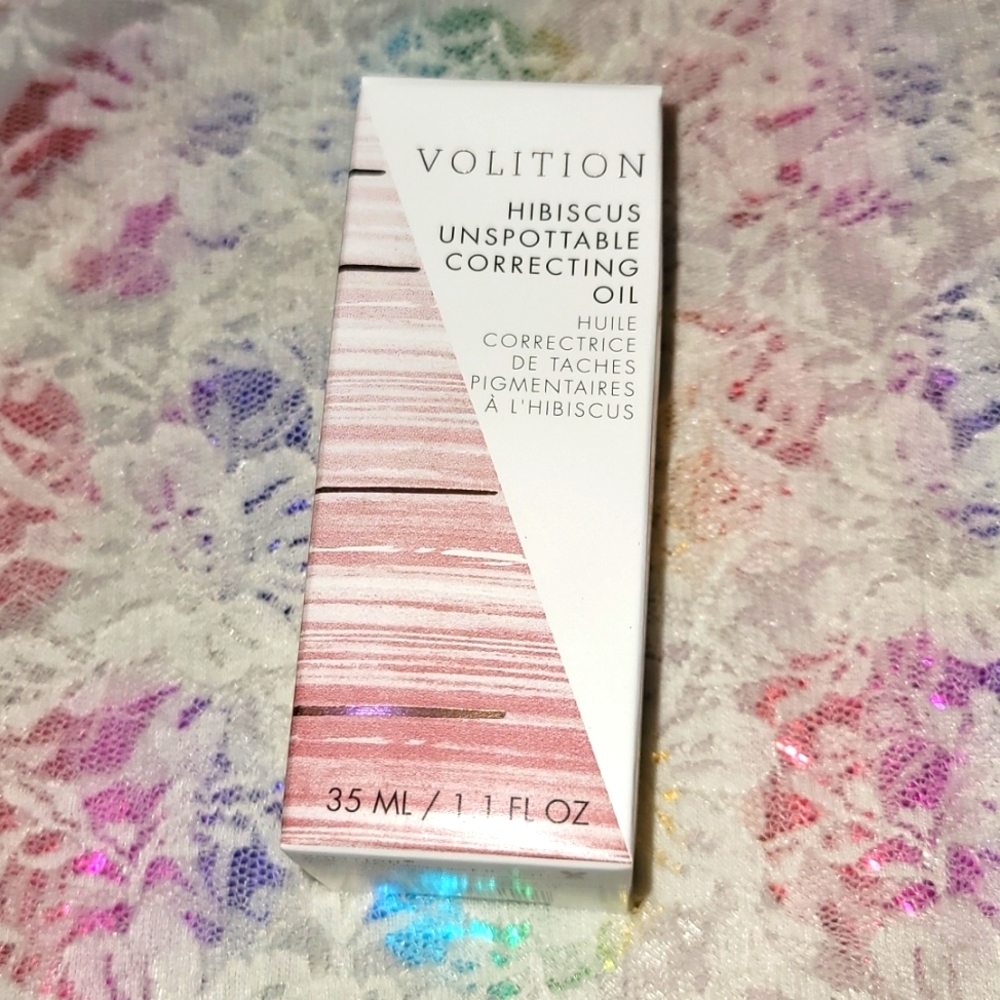 VOLITION
HIBISCUS
UNSPOTTABLE
CORRECTING
OIL
HUILE
CORRECTRICE
DE TACHES
PIGMENTAIRES
À L'HIBISCUS
35 ML / 1 1 FL OZ